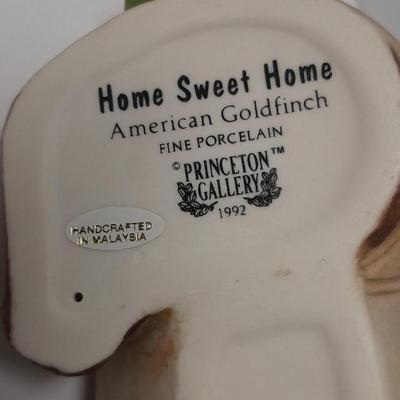 Home Sweet Home
American Goldfinch
FINE PORCELAIN
© PRINCETON™
GALLERY
1992
HANDCRAFTED
IN MALAYSIA